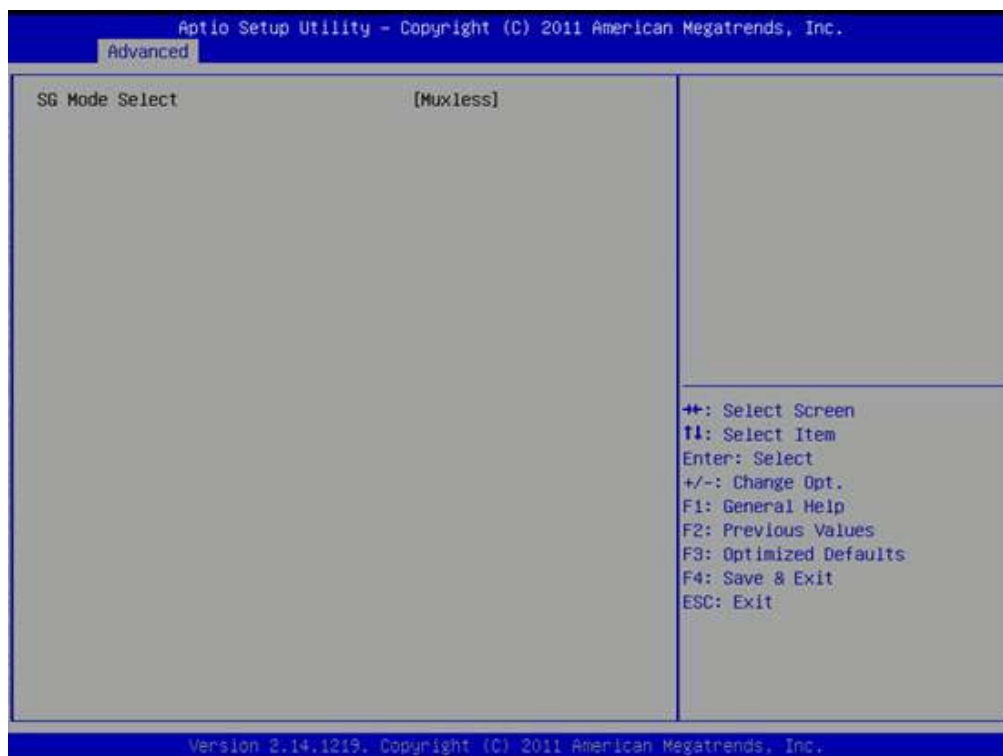 Aptio Setup Utility – Copyright (C) 2011 American Megatrends, Inc.
Advanced
SG Mode Select [Muxless]
→←: Select Screen
↑↓: Select Item
Enter: Select
+/-: Change Opt.
F1: General Help
F2: Previous Values
F3: Optimized Defaults
F4: Save & Exit
ESC: Exit
Version 2.14.1219. Copyright (C) 2011 American Megatrends, Inc.